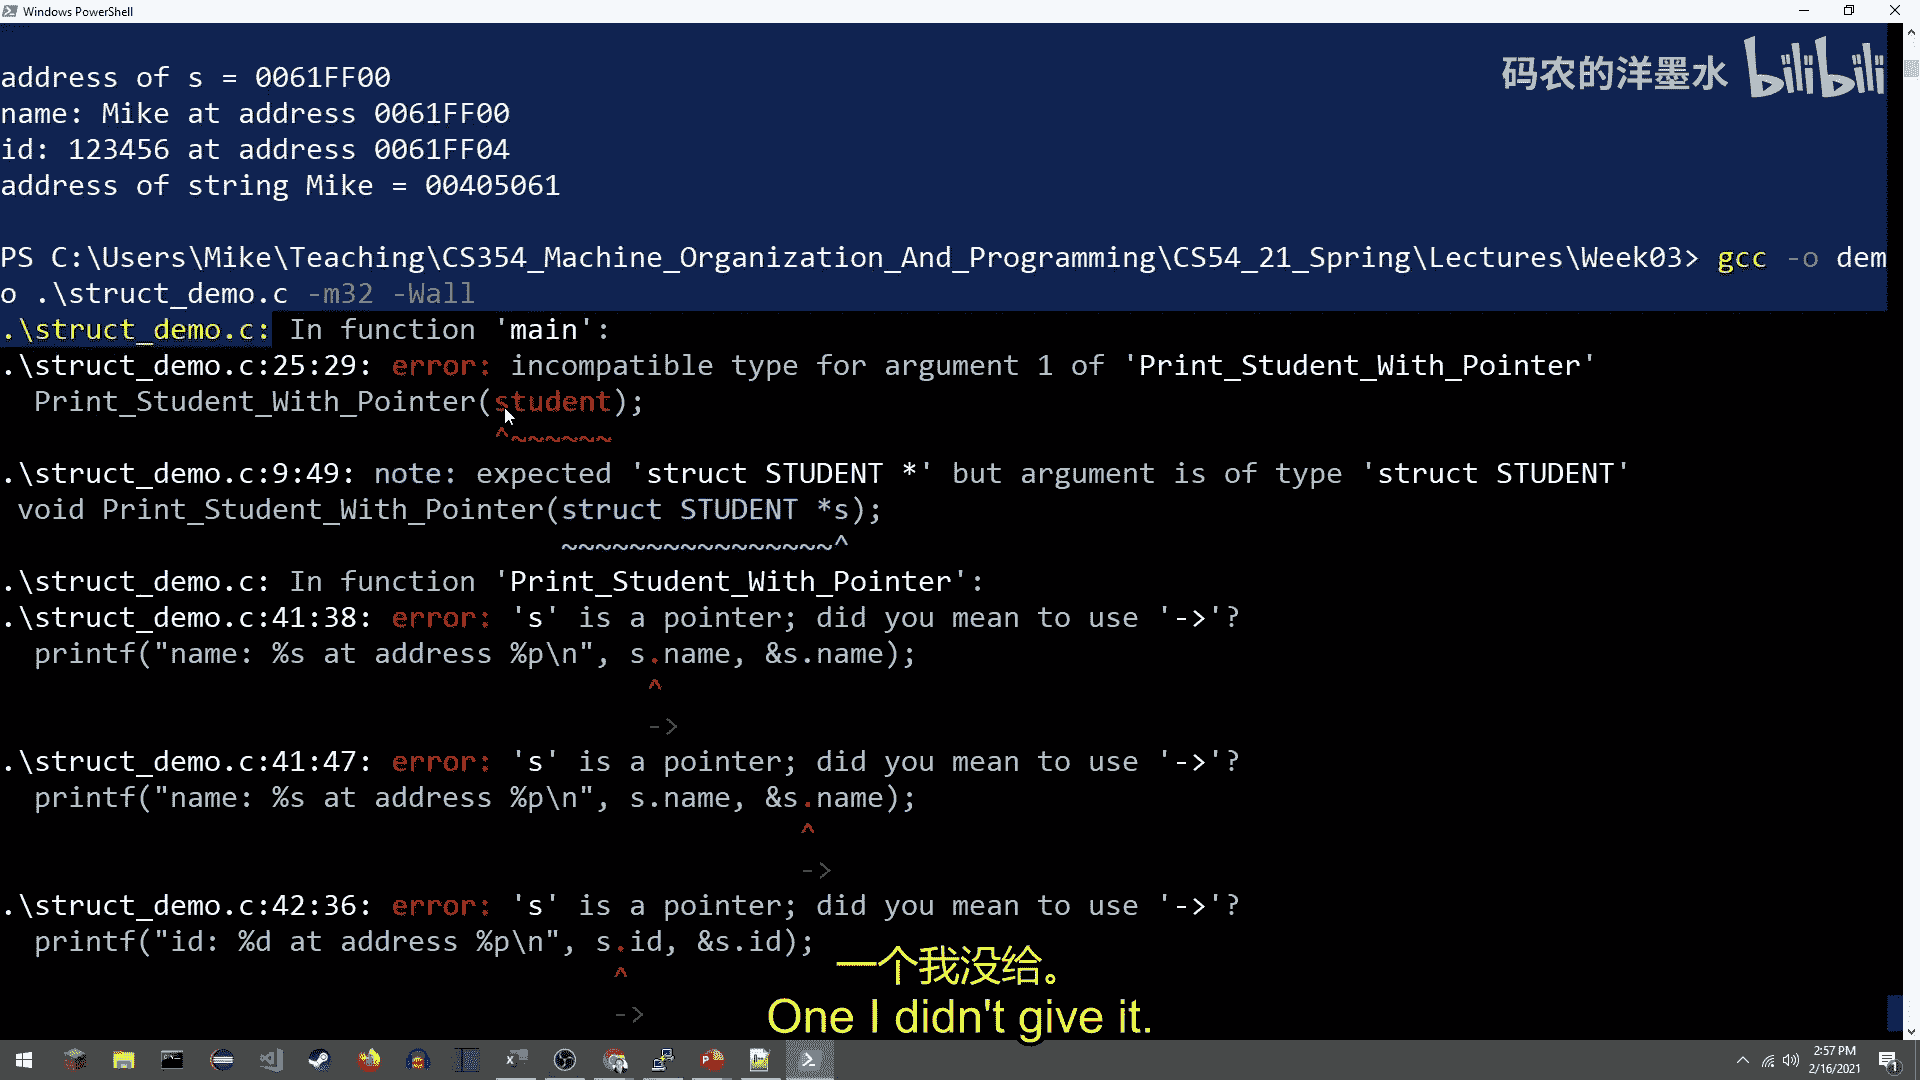 Windows PowerShell
码农的洋墨水 bilibili
address of s = 0061FF00
name: Mike at address 0061FF00
id: 123456 at address 0061FF04
address of string Mike = 00405061
PS C:\Users\Mike\Teaching\CS354_Machine_Organization_And_Programming\CS54_21_Spring\Lectures\Week03> gcc -o dem
o .\struct_demo.c -m32 -Wall
.\struct_demo.c: In function 'main':
.\struct_demo.c:25:29: error: incompatible type for argument 1 of 'Print_Student_With_Pointer'
Print_Student_With_Pointer(student);
^~~~~~~
.\struct_demo.c:9:49: note: expected 'struct STUDENT *' but argument is of type 'struct STUDENT'
void Print_Student_With_Pointer(struct STUDENT *s);
~~~~~~~~~~~~~~~~^
.\struct_demo.c: In function 'Print_Student_With_Pointer':
.\struct_demo.c:41:38: error: 's' is a pointer; did you mean to use '->'?
printf("name: %s at address %p\n", s.name, &s.name);
^
->
.\struct_demo.c:41:47: error: 's' is a pointer; did you mean to use '->'?
printf("name: %s at address %p\n", s.name, &s.name);
^
->
.\struct_demo.c:42:36: error: 's' is a pointer; did you mean to use '->'?
printf("id: %d at address %p\n", s.id, &s.id);
^
->
一个我没给。
One I didn't give it.
2:57 PM
2/16/2021